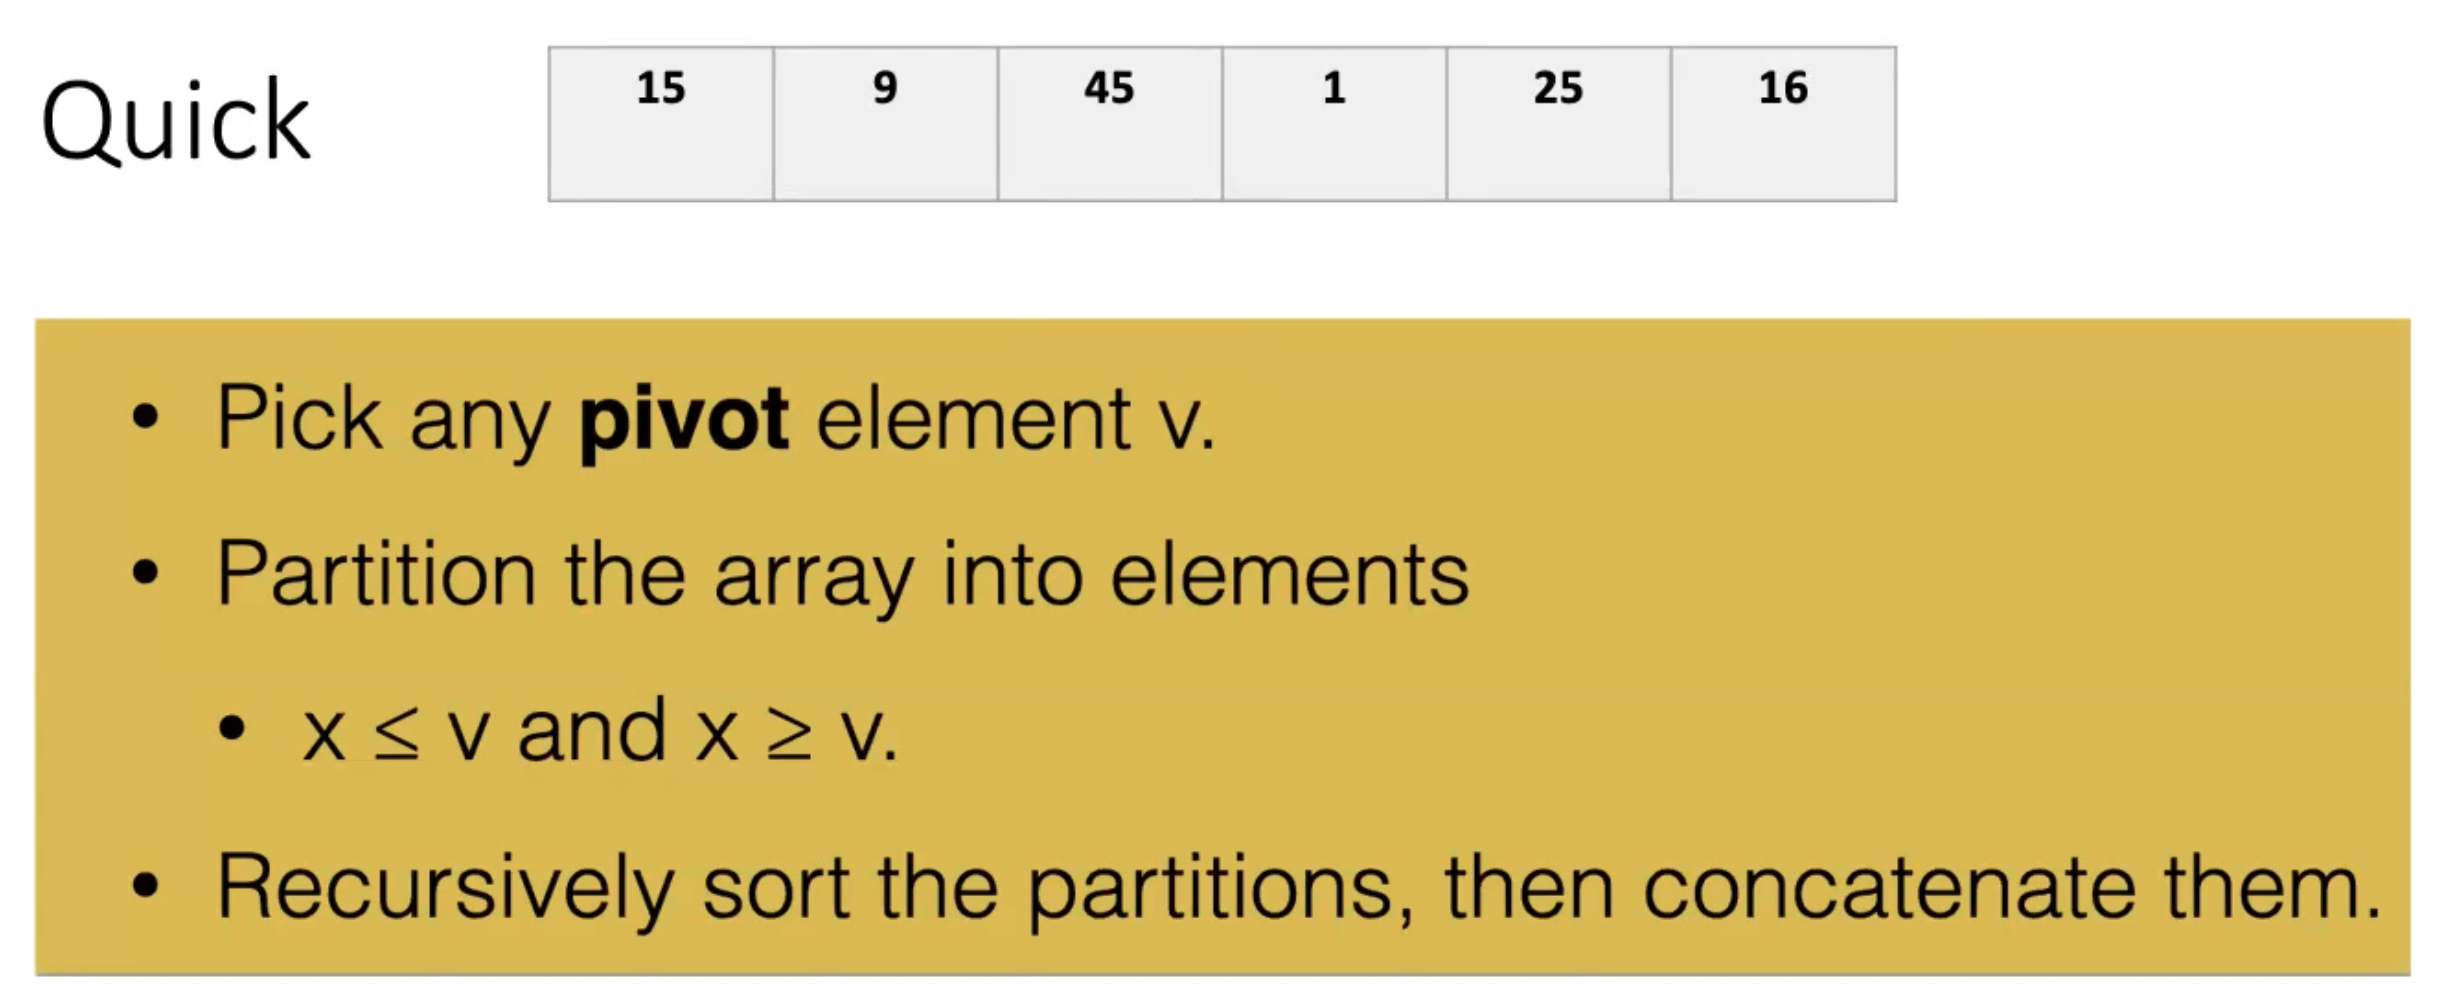 Quick
15 9 45 1 25 16
• Pick any pivot element v.
• Partition the array into elements
• x ≤ v and x ≥ v.
• Recursively sort the partitions, then concatenate them.